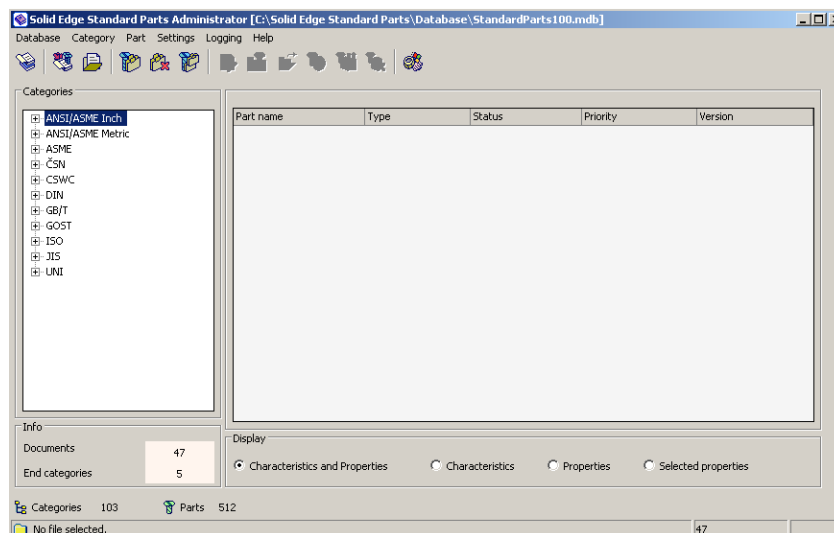 Solid Edge Standard Parts Administrator [C:\Solid Edge Standard Parts\Database\StandardParts100.mdb]
Database Category Part Settings Logging Help
Categories
Part name Type Status Priority Version
ANSI/ASME Inch
ANSI/ASME Metric
ASME
ČSN
CSWC
DIN
GB/T
GOST
ISO
JIS
UNI
Info
Documents 47
End categories 5
Display
Characteristics and Properties Characteristics Properties Selected properties
Categories 103 Parts 512
No file selected. 47